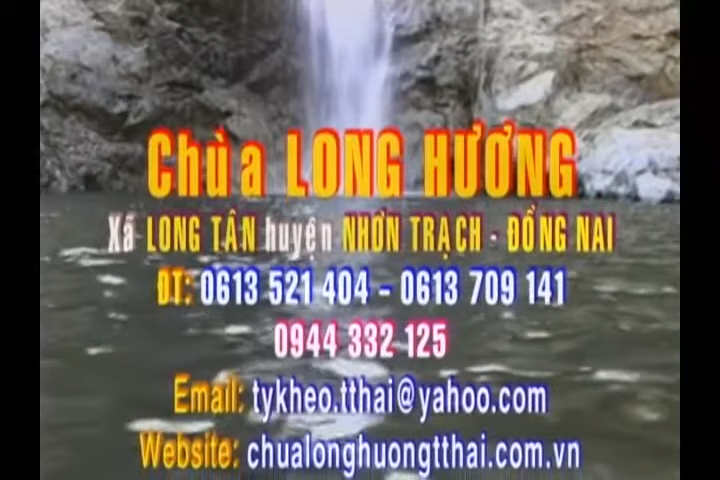 Chùa LONG HƯƠNG
Xã LONG TÂN huyện NHƠN TRẠCH - ĐỒNG NAI
ĐT: 0613 521 404 - 0613 709 141
0944 332 125
Email: tykheo.tthai@yahoo.com
Website: chualonghuongtthai.com.vn